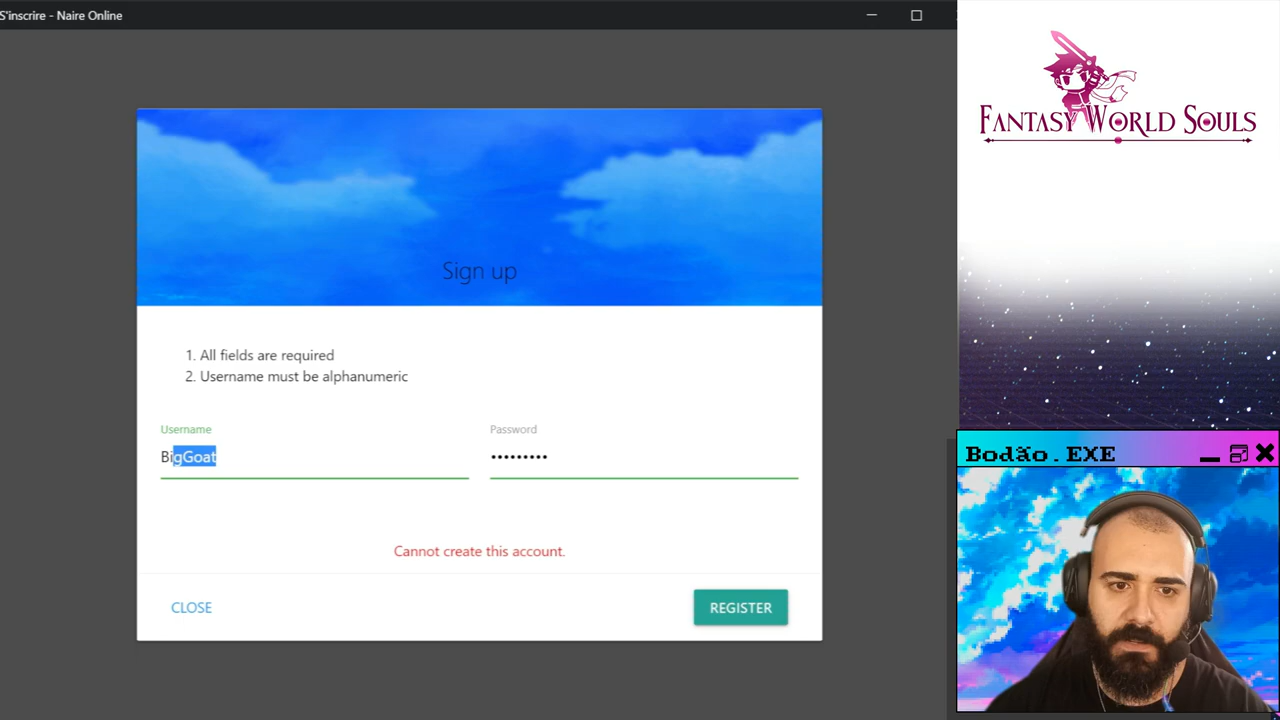 S'inscrire - Naire Online
FANTASY WORLD SOULS
Sign up
1. All fields are required
2. Username must be alphanumeric
Username
Password
BigGoat
•••••••••
Cannot create this account.
CLOSE
REGISTER
Bodão.EXE